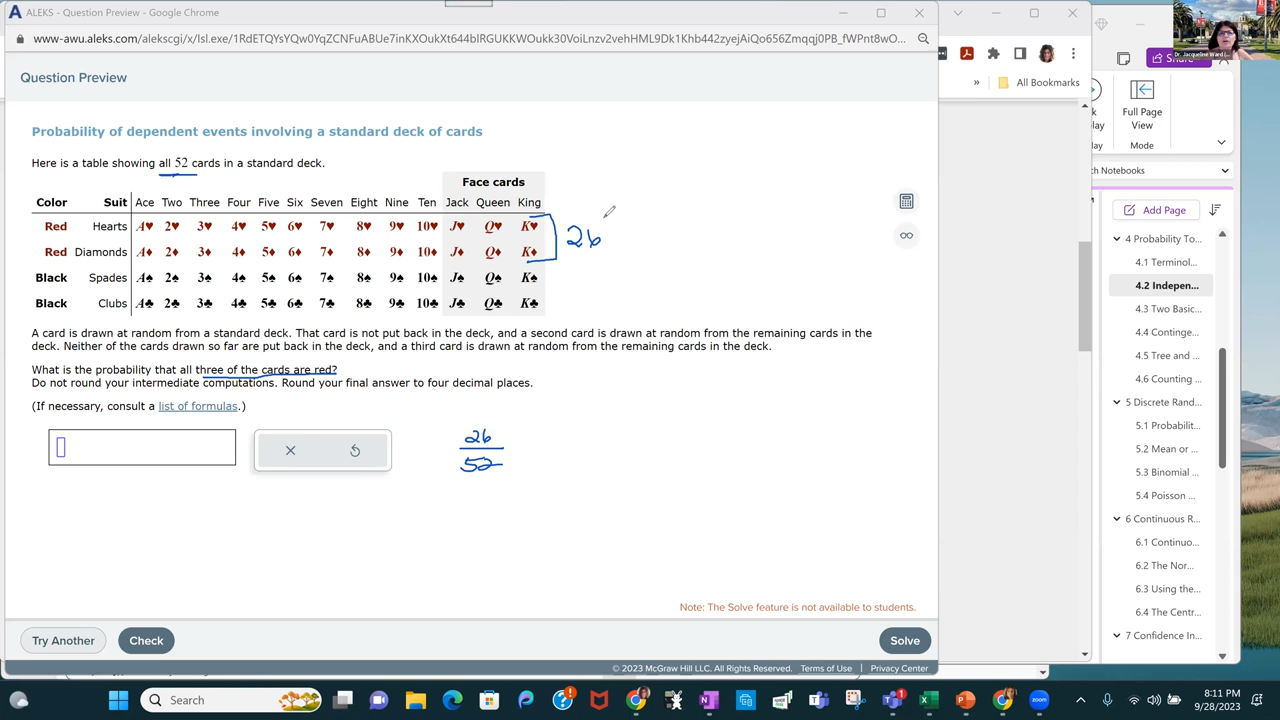 ALEKS - Question Preview - Google Chrome
www-awu.aleks.com/alekscgi/x/Isl.exe/
Question Preview
Probability of dependent events involving a standard deck of cards
Here is a table showing all 52 cards in a standard deck.
Face cards
Color Suit Ace Two Three Four Five Six Seven Eight Nine Ten Jack Queen King
Red Hearts A♥ 2♥ 3♥ 4♥ 5♥ 6♥ 7♥ 8♥ 9♥ 10♥ J♥ Q♥ K♥
26
Red Diamonds A♦ 2♦ 3♦ 4♦ 5♦ 6♦ 7♦ 8♦ 9♦ 10♦ J♦ Q♦ K♦
Black Spades A♠ 2♠ 3♠ 4♠ 5♠ 6♠ 7♠ 8♠ 9♠ 10♠ J♠ Q♠ K♠
Black Clubs A♣ 2♣ 3♣ 4♣ 5♣ 6♣ 7♣ 8♣ 9♣ 10♣ J♣ Q♣ K♣
A card is drawn at random from a standard deck. That card is not put back in the deck, and a second card is drawn at random from the remaining cards in the
deck. Neither of the cards drawn so far are put back in the deck, and a third card is drawn at random from the remaining cards in the deck.
What is the probability that all three of the cards are red?
Do not round your intermediate computations. Round your final answer to four decimal places.
(If necessary, consult a list of formulas.)
26
52
Note: The Solve feature is not available to students.
Try Another
Check
Solve
© 2023 McGraw Hill LLC. All Rights Reserved. Terms of Use | Privacy Center
» All Bookmarks
Dr. Jacqueline Ward
Share
Full Page
View
lay
Mode
ch Notebooks
Add Page
4 Probability To...
4.1 Terminol...
4.2 Indepen...
4.3 Two Basic...
4.4 Continge...
4.5 Tree and ...
4.6 Counting ...
5 Discrete Rand...
5.1 Probabilit...
5.2 Mean or ...
5.3 Binomial ...
5.4 Poisson ...
6 Continuous R...
6.1 Continuo...
6.2 The Nor...
6.3 Using the...
6.4 The Centr...
7 Confidence In...
Search
8:11 PM
9/28/2023